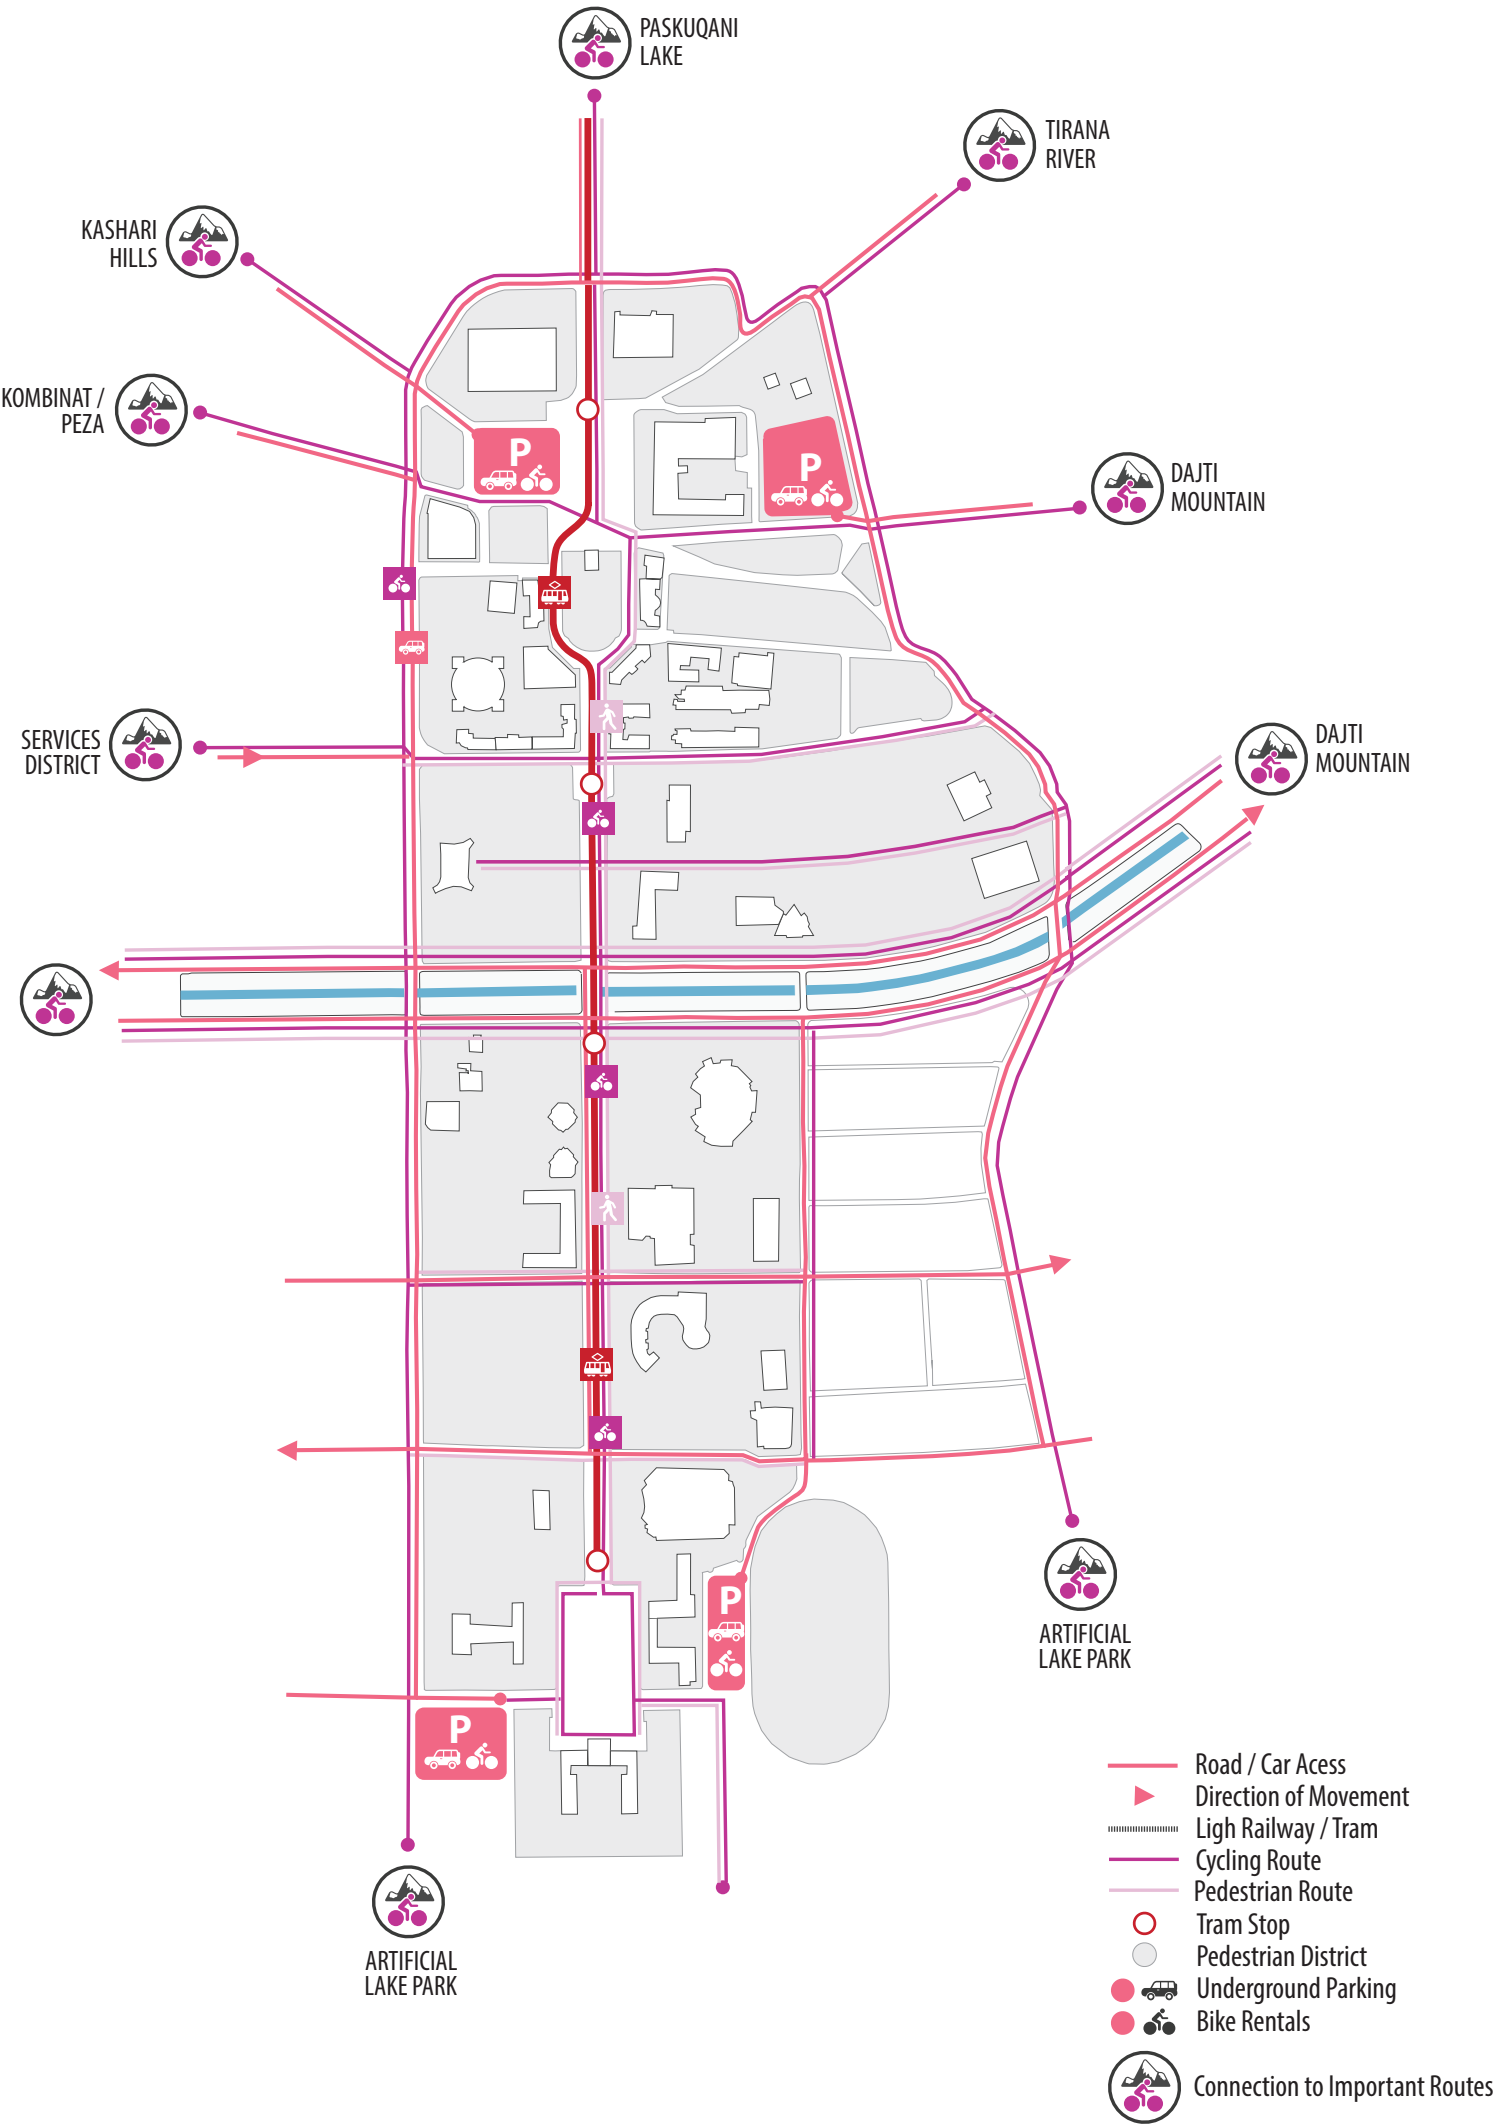 PASKUQANI
LAKE
TIRANA
RIVER
KASHARI
HILLS
KOMBINAT /
PEZA
P
P
DAJTI
MOUNTAIN
SERVICES
DISTRICT
DAJTI
MOUNTAIN
P
ARTIFICIAL
LAKE PARK
P
ARTIFICIAL
LAKE PARK
Road / Car Acess
Direction of Movement
Ligh Railway / Tram
Cycling Route
Pedestrian Route
Tram Stop
Pedestrian District
Underground Parking
Bike Rentals
Connection to Important Routes